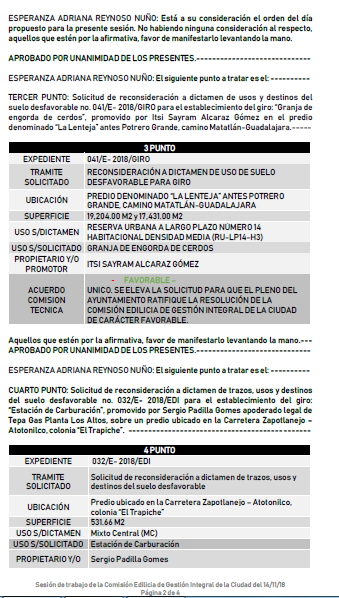 ESPERANZA ADRIANA REYNOSO NUÑO: Está a su consideración el orden del día
propuesto para la presente sesión. No habiendo ninguna consideración al respecto,
aquellos que estén por la afirmativa, favor de manifestarlo levantando la mano.
APROBADO POR UNANIMIDAD DE LOS PRESENTES.-----------------------------
ESPERANZA ADRIANA REYNOSO NUÑO: El siguiente punto a tratar es el: ----------
TERCER PUNTO: Solicitud de reconsideración a dictamen de usos y destinos del
suelo desfavorable no. 041/E- 2018/GIRO para el establecimiento del giro: “Granja de
engorda de cerdos”, promovido por Itsi Sayram Alcaraz Gómez en el predio
denominado “La Lenteja” antes Potrero Grande, camino Matatlán-Guadalajara.-----
3 PUNTO
EXPEDIENTE 041/E- 2018/GIRO
TRAMITE SOLICITADO RECONSIDERACIÓN A DICTAMEN DE USO DE SUELO
DESFAVORABLE PARA GIRO
UBICACIÓN PREDIO DENOMINADO “LA LENTEJA” ANTES POTRERO
GRANDE, CAMINO MATATLÁN-GUADALAJARA
SUPERFICIE 19,204.00 M2 y 17,431.00 M2
USO S/DICTAMEN RESERVA URBANA A LARGO PLAZO NÚMERO 14
HABITACIONAL DENSIDAD MEDIA (RU-LP14-H3)
USO S/SOLICITADO GRANJA DE ENGORDA DE CERDOS
PROPIETARIO Y/O PROMOTOR ITSI SAYRAM ALCARAZ GÓMEZ
ACUERDO COMISION TECNICA - FAVORABLE –
UNICO. SE ELEVA LA SOLICITUD PARA QUE EL PLENO DEL
AYUNTAMIENTO RATIFIQUE LA RESOLUCIÓN DE LA
COMISIÓN EDILICIA DE GESTIÓN INTEGRAL DE LA CIUDAD
DE CARÁCTER FAVORABLE.
Aquellos que estén por la afirmativa, favor de manifestarlo levantando la mano.---
APROBADO POR UNANIMIDAD DE LOS PRESENTES.-----------------------------
ESPERANZA ADRIANA REYNOSO NUÑO: El siguiente punto a tratar es el: ----------
CUARTO PUNTO: Solicitud de reconsideración a dictamen de trazos, usos y destinos
del suelo desfavorable no. 032/E- 2018/EDI para el establecimiento del giro:
“Estación de Carburación”, promovido por Sergio Padilla Gomes apoderado legal de
Tepa Gas Planta Los Altos, sobre un predio ubicado en la Carretera Zapotlanejo –
Atotonilco, colonia “El Trapiche”. ----------------------------------------------
4 PUNTO
EXPEDIENTE 032/E- 2018/EDI
TRAMITE SOLICITADO Solicitud de reconsideración a dictamen de trazos, usos y
destinos del suelo desfavorable
UBICACIÓN Predio ubicado en la Carretera Zapotlanejo – Atotonilco,
colonia “El Trapiche”
SUPERFICIE 531.66 M2
USO S/DICTAMEN Mixto Central (MC)
USO S/SOLICITADO Estación de Carburación
PROPIETARIO Y/O Sergio Padilla Gomes
Sesión de trabajo de la Comisión Edilicia de Gestión Integral de la Ciudad del 14/11/18
Página 2 de 4